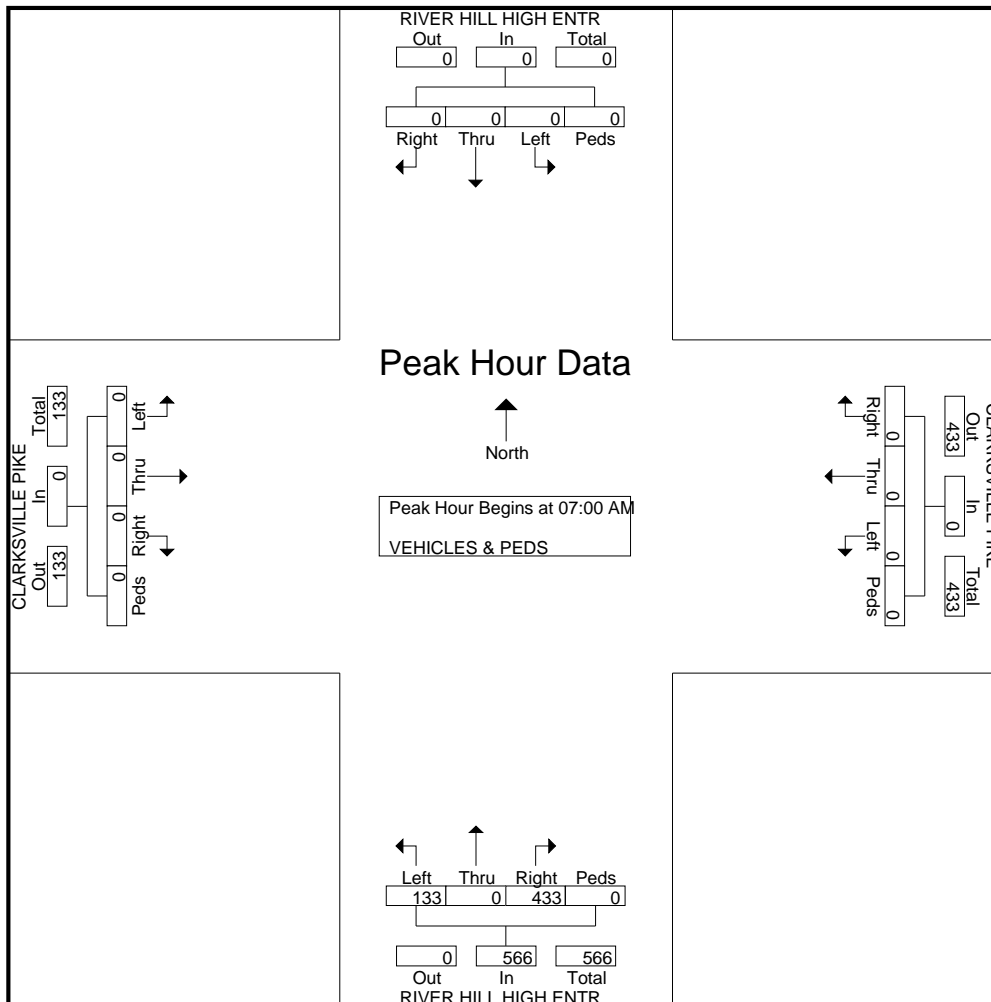 RIVER HILL HIGH ENTR
Out In Total
0 0 0
0 0 0 0
Right Thru Left Peds
Peak Hour Data
North
Peak Hour Begins at 07:00 AM
VEHICLES & PEDS
CLARKSVILLE PIKE
Out In Total
133 0 133
0 0 0 0
Left Thru Right Peds
CLARKSVILLE PIKE
Out In Total
433 0 433
0 0 0 0
Right Thru Left Peds
Left Thru Right Peds
133 0 433 0
0 566 566
Out In Total
RIVER HILL HIGH ENTR